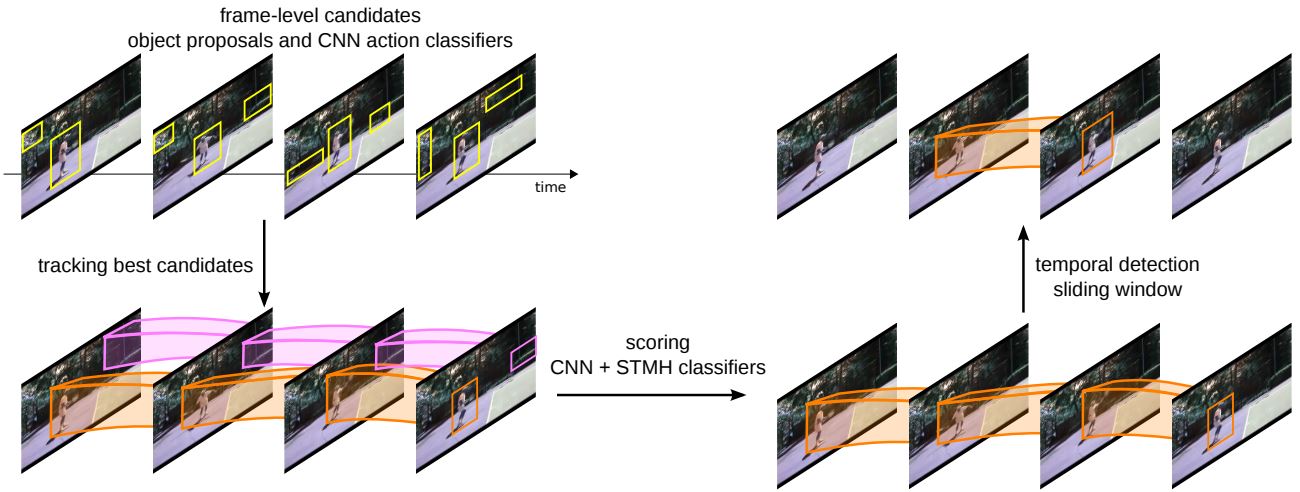 frame-level candidates
object proposals and CNN action classifiers
time
tracking best candidates
scoring
CNN + STMH classifiers
temporal detection
sliding window